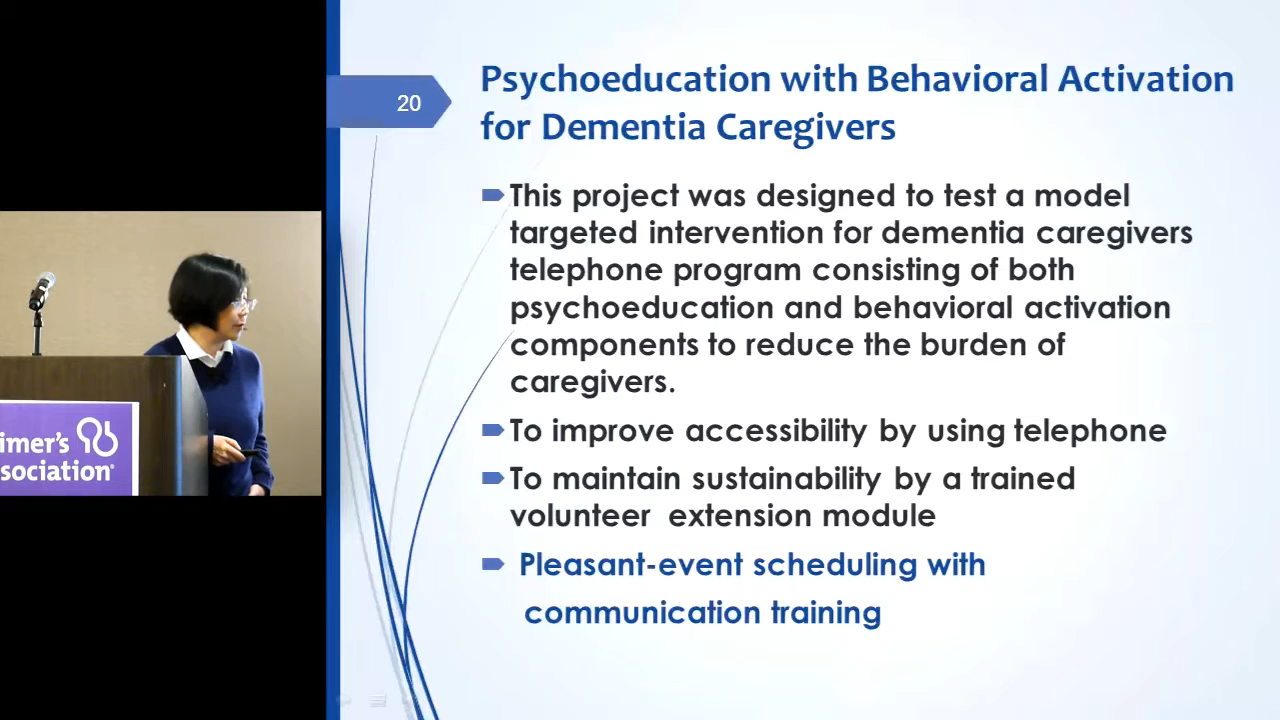 20
Psychoeducation with Behavioral Activation
for Dementia Caregivers
This project was designed to test a model
targeted intervention for dementia caregivers
telephone program consisting of both
psychoeducation and behavioral activation
components to reduce the burden of
caregivers.
To improve accessibility by using telephone
To maintain sustainability by a trained
volunteer extension module
Pleasant-event scheduling with
communication training
imer's
sociation®